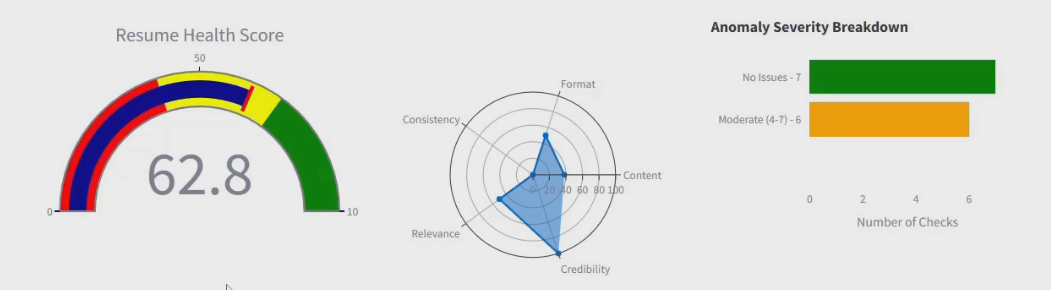 Resume Health Score
50
62.8
0
10
Format
Consistency
Content
0 20 40 60 80 100
Relevance
Credibility
Anomaly Severity Breakdown
No Issues - 7
Moderate (4-7) - 6
0 2 4 6
Number of Checks